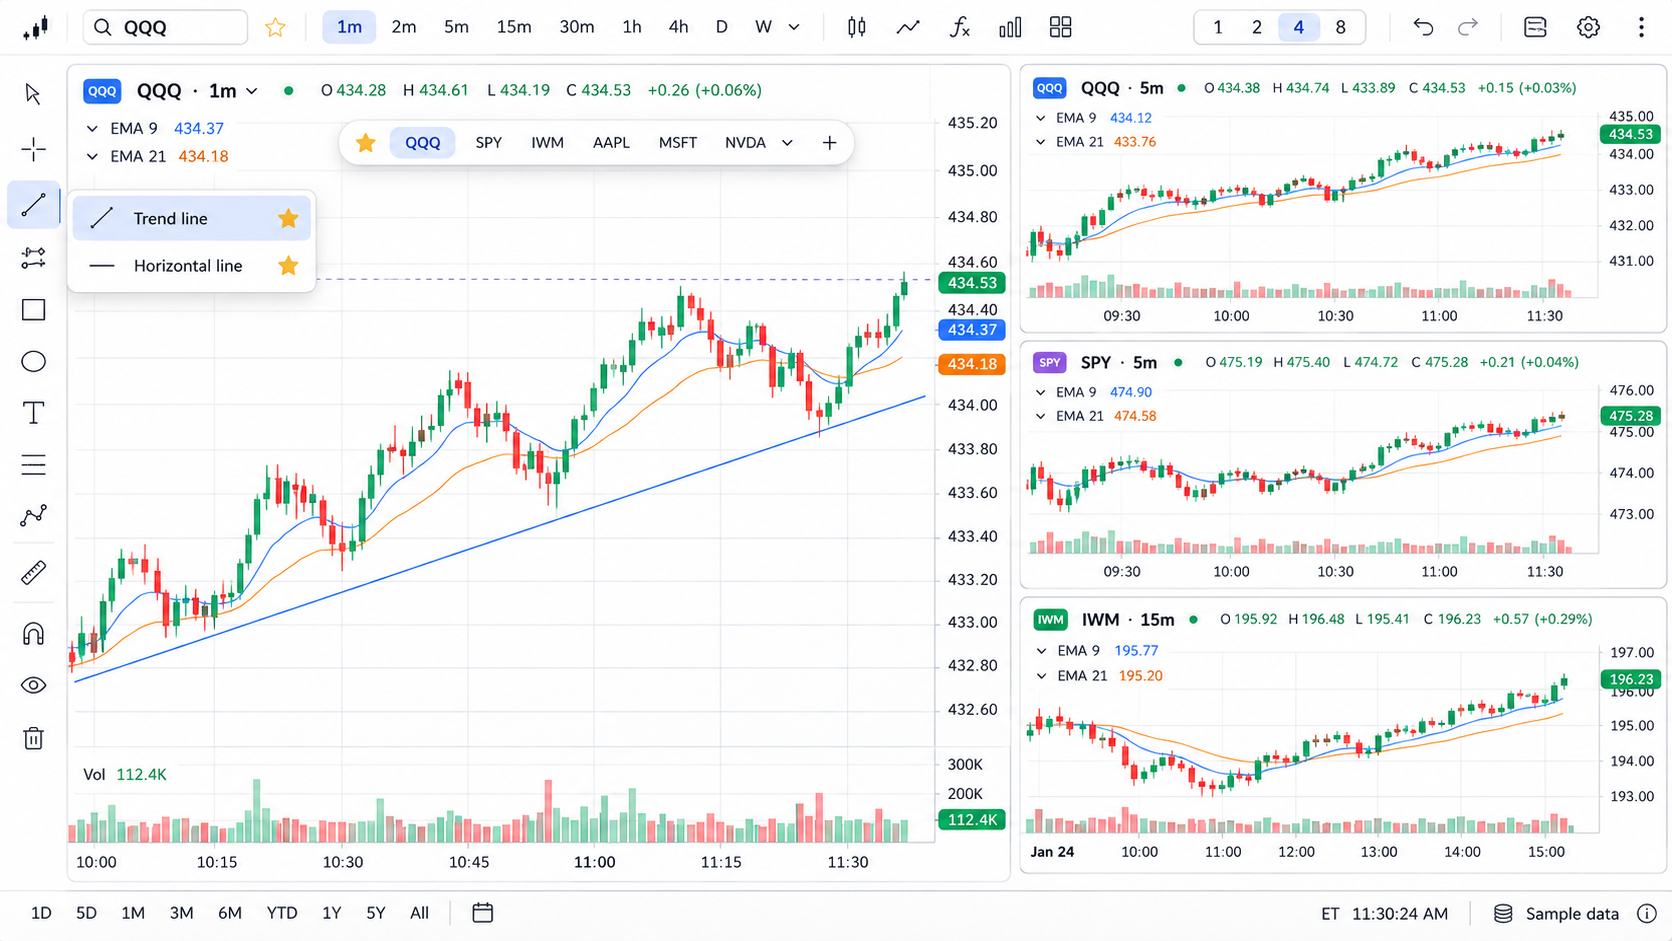 QQQ 1m 2m 5m 15m 30m 1h 4h D W fx 1 2 4 8
QQQ QQQ · 1m O 434.28 H 434.61 L 434.19 C 434.53 +0.26 (+0.06%)
EMA 9 434.37
EMA 21 434.18
QQQ SPY IWM AAPL MSFT NVDA +
Trend line
Horizontal line
T
435.20
435.00
434.80
434.60
434.53
434.40
434.37
434.18
434.00
433.80
433.60
433.40
433.20
433.00
432.80
432.60
Vol 112.4K
300K
200K
112.4K
10:00 10:15 10:30 10:45 11:00 11:15 11:30
QQQ QQQ · 5m O 434.38 H 434.74 L 433.89 C 434.53 +0.15 (+0.03%)
EMA 9 434.12
EMA 21 433.76
435.00
434.53
434.00
433.00
432.00
431.00
09:30 10:00 10:30 11:00 11:30
SPY SPY · 5m O 475.19 H 475.40 L 474.72 C 475.28 +0.21 (+0.04%)
EMA 9 474.90
EMA 21 474.58
476.00
475.28
475.00
474.00
473.00
09:30 10:00 10:30 11:00 11:30
IWM IWM · 15m O 195.92 H 196.48 L 195.41 C 196.23 +0.57 (+0.29%)
EMA 9 195.77
EMA 21 195.20
197.00
196.23
196.00
195.00
194.00
193.00
Jan 24 10:00 11:00 12:00 13:00 14:00 15:00
1D 5D 1M 3M 6M YTD 1Y 5Y All
ET 11:30:24 AM Sample data